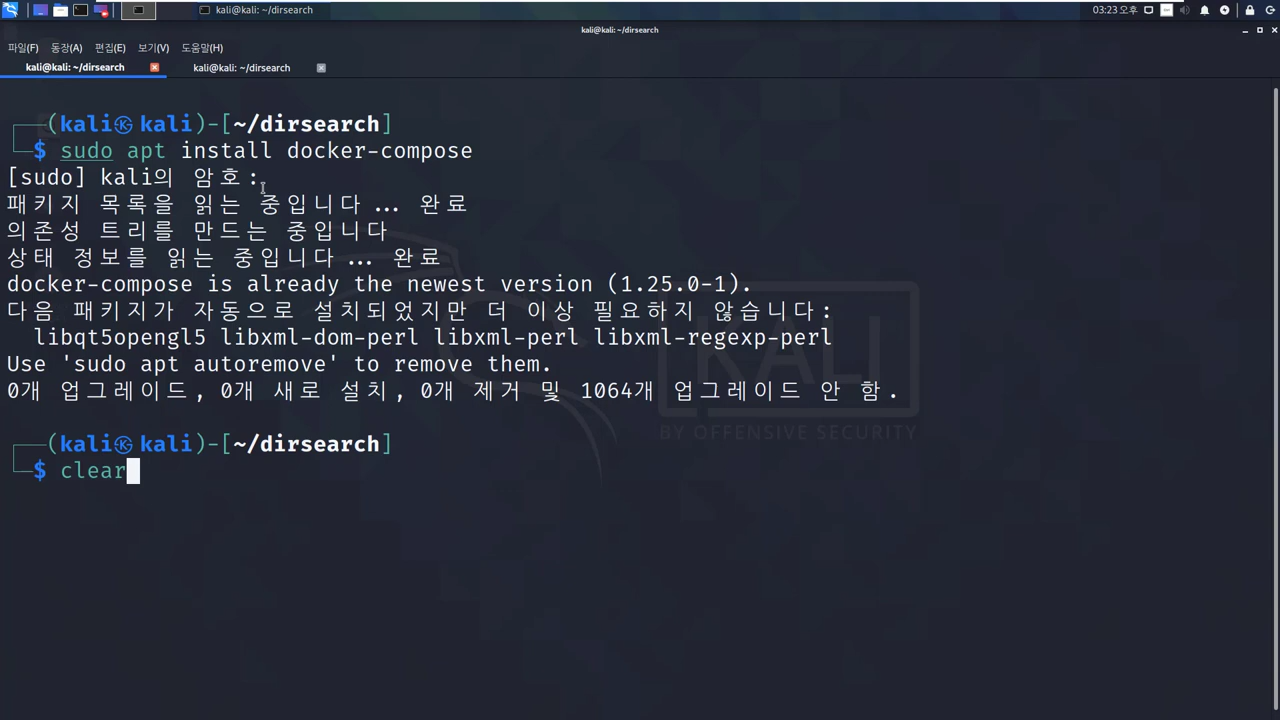 kali@kali: ~/dirsearch
03:23 오후
kali@kali: ~/dirsearch
파일(F) 동장(A) 편집(E) 보기(V) 도움말(H)
kali@kali: ~/dirsearch kali@kali: ~/dirsearch
(kali㉿kali)-[~/dirsearch]
$ sudo apt install docker-compose
[sudo] kali의 암호:
패키지 목록을 읽는 중입니다... 완료
의존성 트리를 만드는 중입니다
상태 정보를 읽는 중입니다... 완료
docker-compose is already the newest version (1.25.0-1).
다음 패키지가 자동으로 설치되었지만 더 이상 필요하지 않습니다:
libqt5opengl5 libxml-dom-perl libxml-perl libxml-regexp-perl
Use 'sudo apt autoremove' to remove them.
0개 업그레이드, 0개 새로 설치, 0개 제거 및 1064개 업그레이드 안 함.
(kali㉿kali)-[~/dirsearch]
$ clear
KALI
BY OFFENSIVE SECURITY